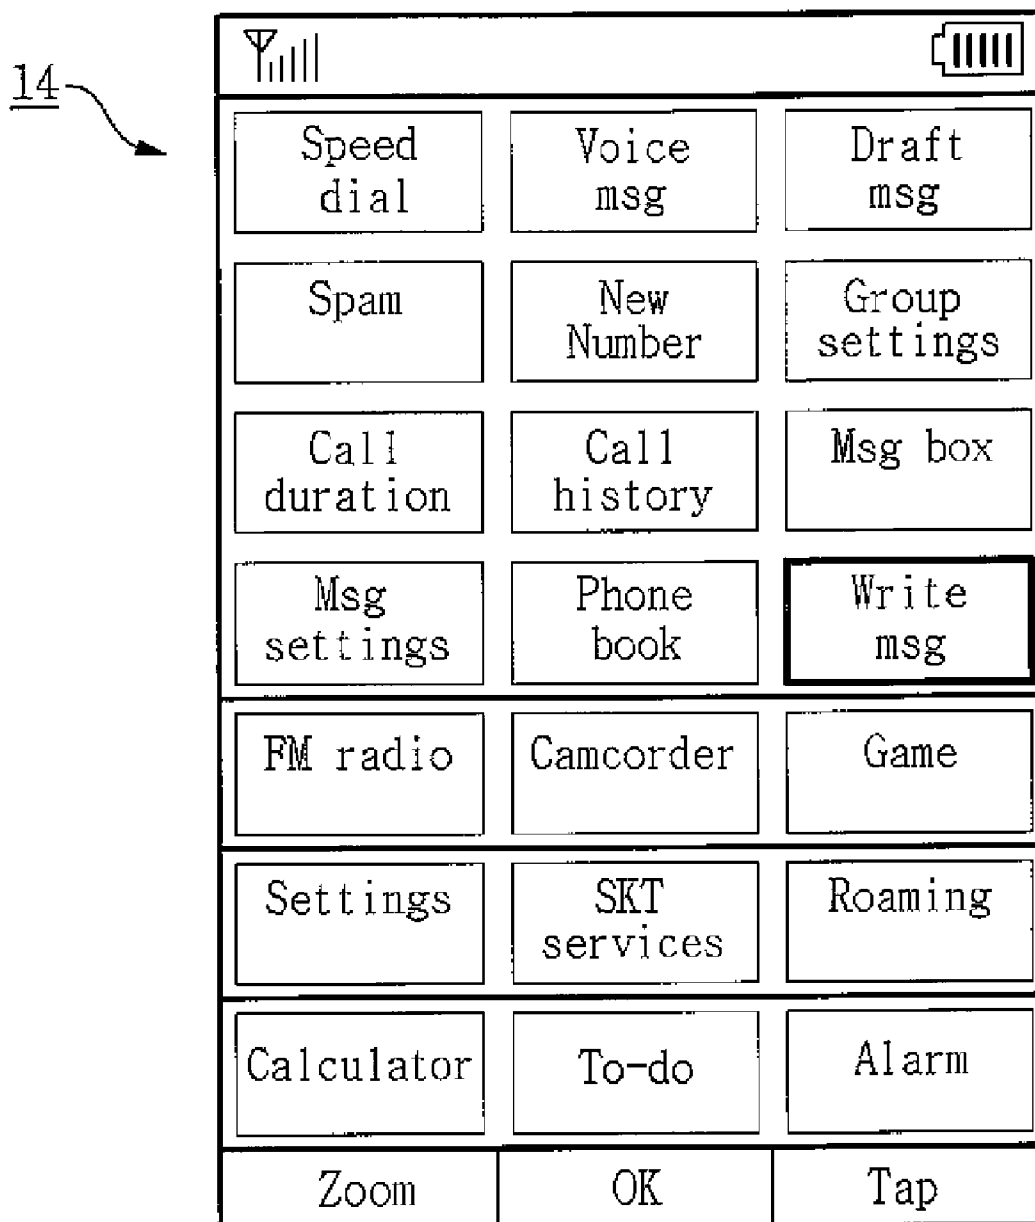 14
Speed dial
Voice msg
Draft msg
Spam
New Number
Group settings
Call duration
Call history
Msg box
Msg settings
Phone book
Write msg
FM radio
Camcorder
Game
Settings
SKT services
Roaming
Calculator
To-do
Alarm
Zoom
OK
Tap